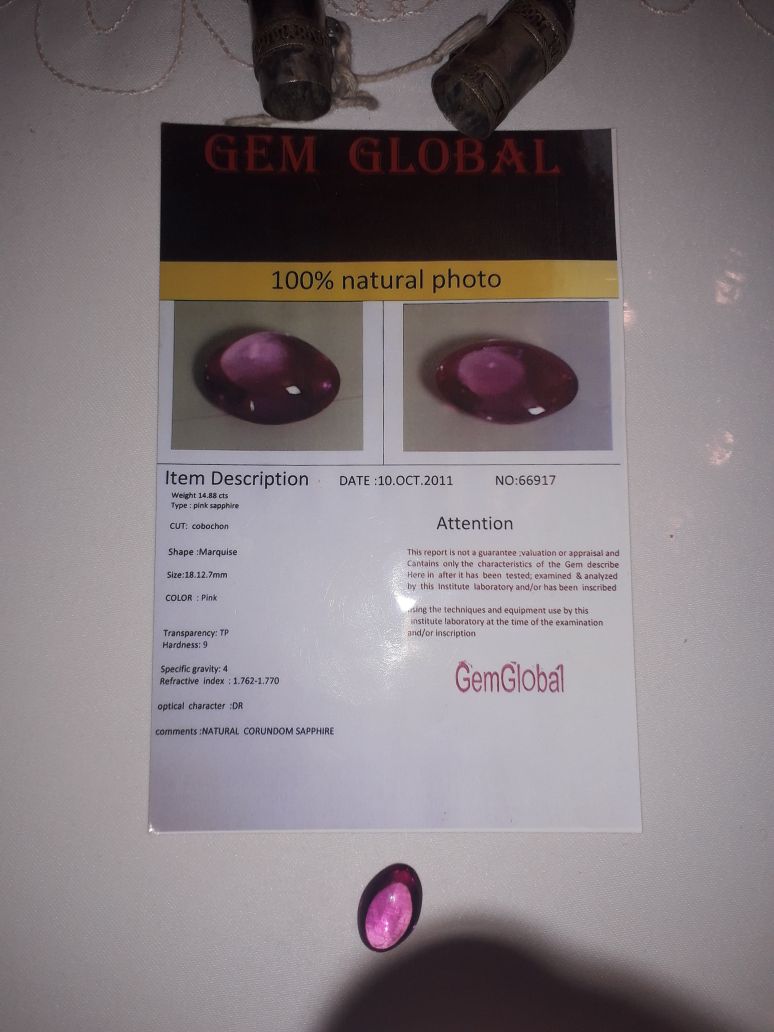 GEM GLOBAL
100% natural photo
Item Description DATE :10.OCT.2011 NO:66917
Weight 14.88 cts
Type : pink sapphire
CUT: cobochon
Shape :Marquise
Size:18.12.7mm
COLOR : Pink
Transparency: TP
Hardness: 9
Specific gravity: 4
Refractive index : 1.762-1.770
optical character :DR
comments :NATURAL CORUNDOM SAPPHIRE
Attention
This report is not a guarantee ;valuation or appraisal and
Cantains only the characteristics of the Gem describe
Here in after it has been tested; examined & analyzed
by this Institute laboratory and/or has been inscribed
using the techniques and equipment use by this
institute laboratory at the time of the examination
and/or inscription
GemGlobal